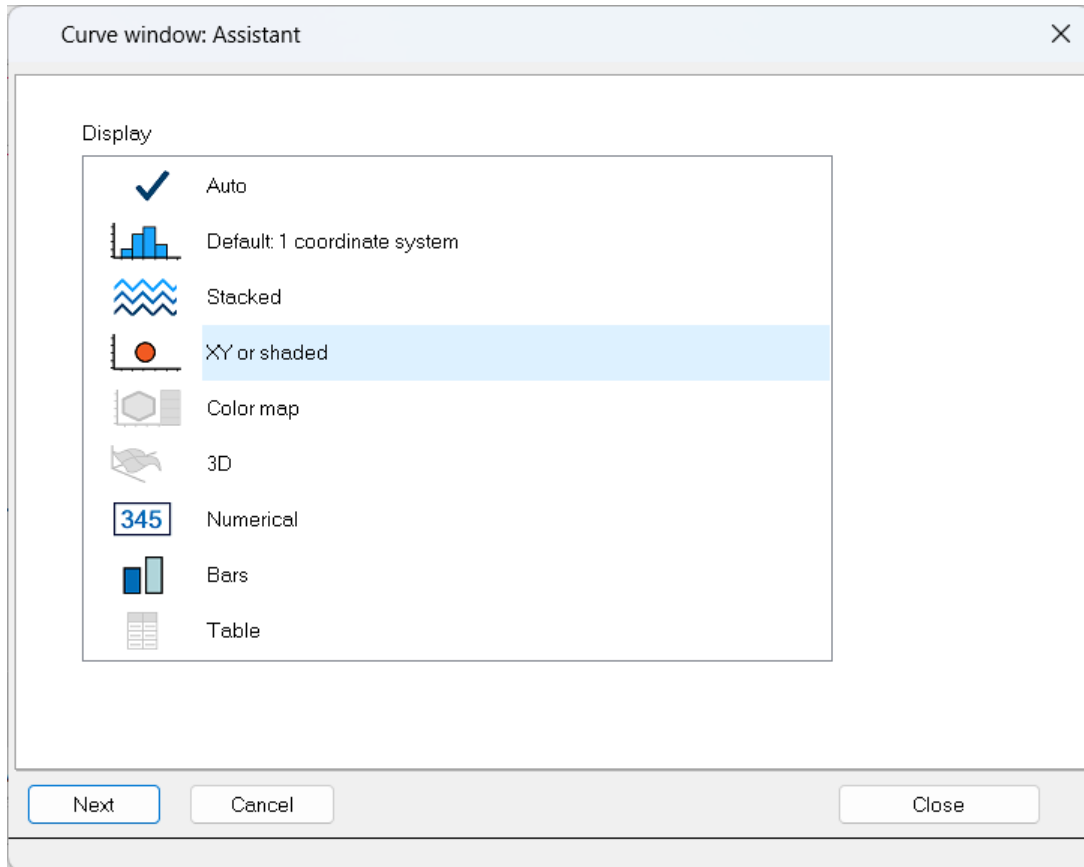 Curve window: Assistant
Display
Auto
Default: 1 coordinate system
Stacked
XY or shaded
Color map
3D
345 Numerical
Bars
Table
Next Cancel Close